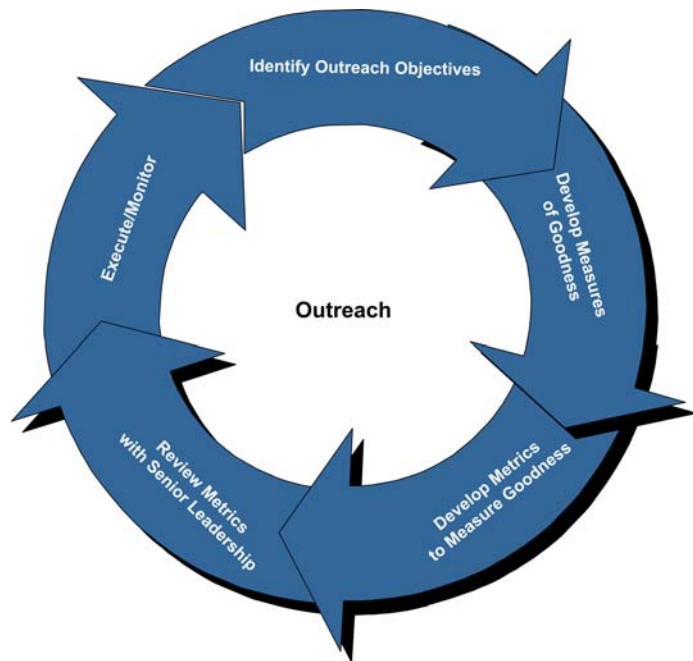 Identify Outreach Objectives
Develop Measures
of Goodness
Develop Metrics
to Measure Goodness
Review Metrics
with Senior Leadership
Execute/Monitor
Outreach